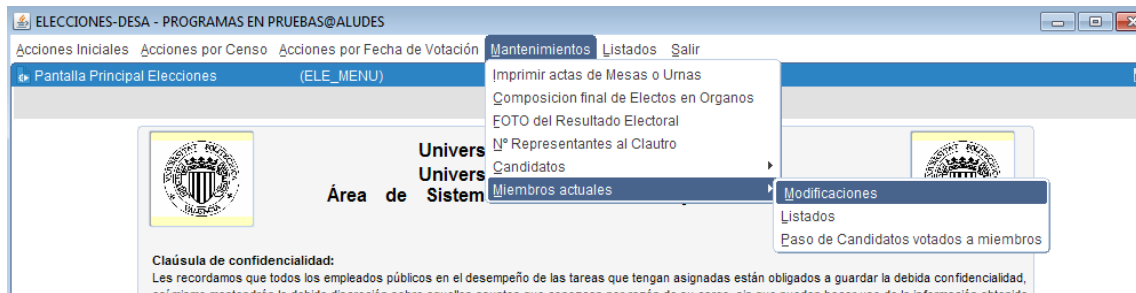 ELECCIONES-DESA - PROGRAMAS EN PRUEBAS@ALUDES
Acciones Iniciales Acciones por Censo Acciones por Fecha de Votación Mantenimientos Listados Salir
Pantalla Principal Elecciones (ELE_MENU)
Imprimir actas de Mesas o Urnas
Composicion final de Electos en Organos
FOTO del Resultado Electoral
Nº Representantes al Clautro
Candidatos
Miembros actuales
Modificaciones
Listados
Paso de Candidatos votados a miembros
Univers
Univers
Área de Sistem
Claúsula de confidencialidad:
Les recordamos que todos los empleados públicos en el desempeño de las tareas que tengan asignadas están obligados a guardar la debida confidencialidad,